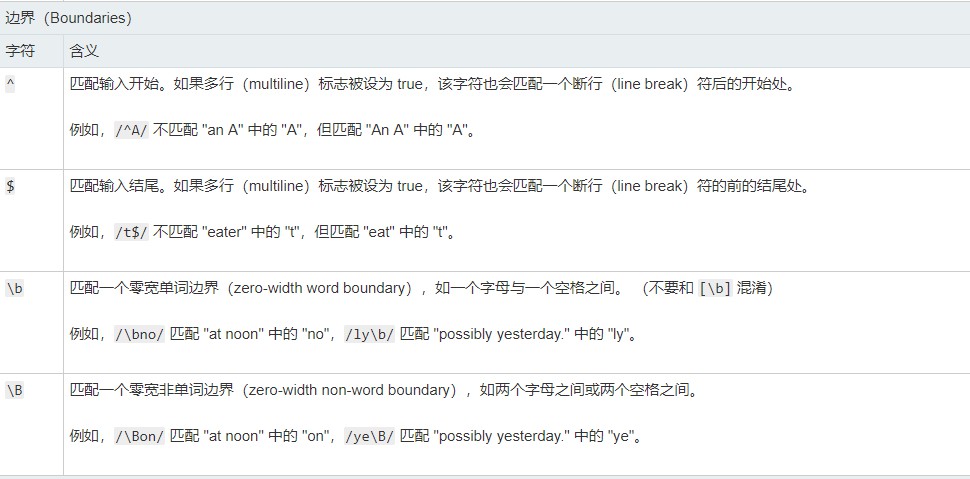 边界（Boundaries)
字符 含义
^ 匹配输入开始。如果多行（multiline）标志被设为 true，该字符也会匹配一个断行（line break）符后的开始处。
例如，/^A/ 不匹配 "an A" 中的 "A"，但匹配 "An A" 中的 "A"。
$ 匹配输入结尾。如果多行（multiline）标志被设为 true，该字符也会匹配一个断行（line break）符的前的结尾处。
例如，/t$/ 不匹配 "eater" 中的 "t"，但匹配 "eat" 中的 "t"。
\b 匹配一个零宽单词边界（zero-width word boundary），如一个字母与一个空格之间。 （不要和 [\b] 混淆）
例如，/\bno/ 匹配 "at noon" 中的 "no"，/ly\b/ 匹配 "possibly yesterday." 中的 "ly"。
\B 匹配一个零宽非单词边界（zero-width non-word boundary），如两个字母之间或两个空格之间。
例如，/\Bon/ 匹配 "at noon" 中的 "on"，/ye\B/ 匹配 "possibly yesterday." 中的 "ye"。